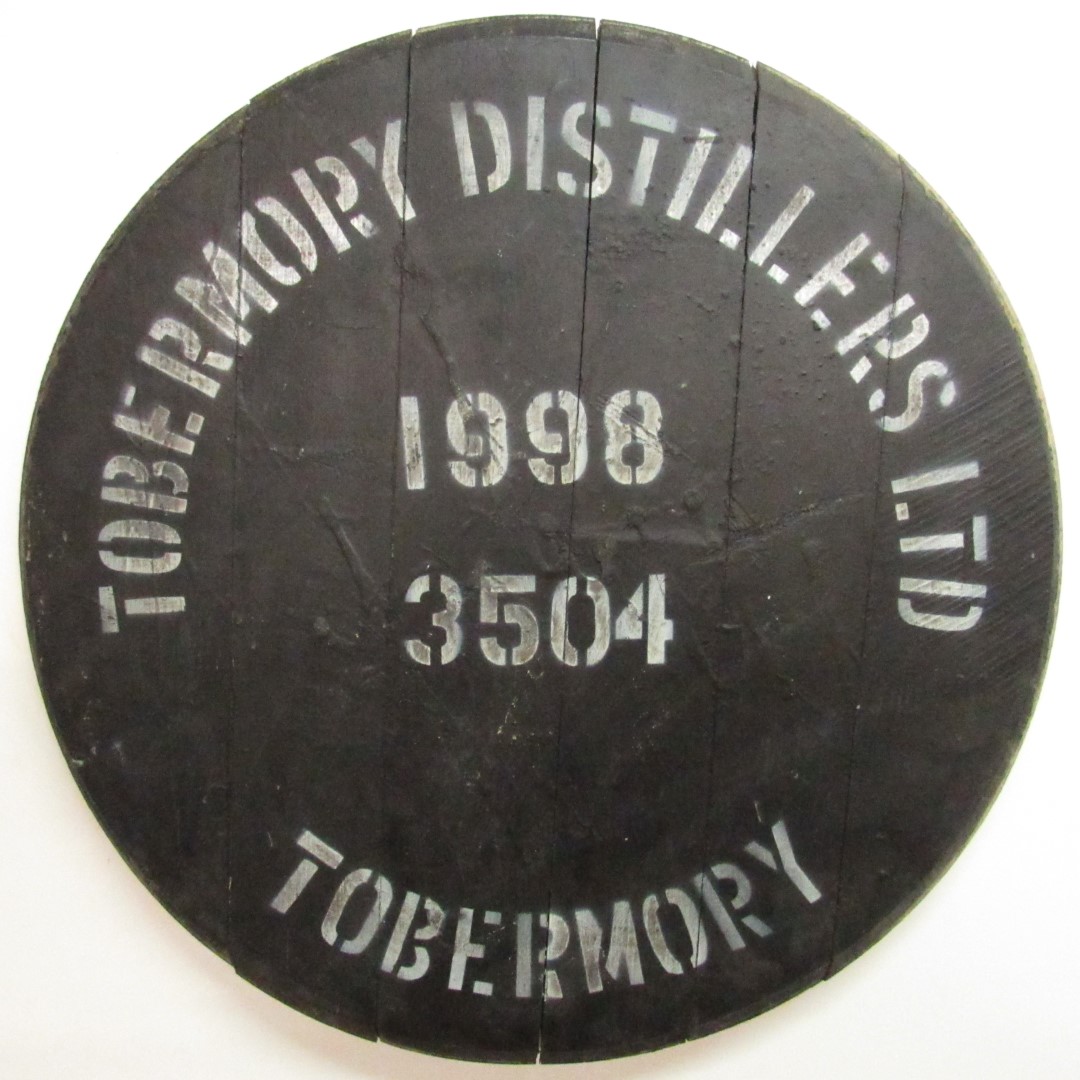 TOBERMORY DISTILLERS LTD
1998
3504
TOBERMORY